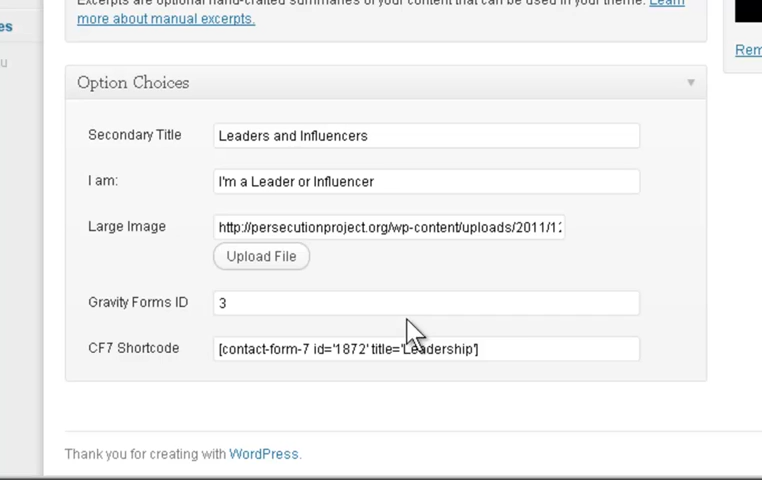 Excerpts are optional hand-crafted summaries of your content that can be used in your theme. Learn
more about manual excerpts.
es
u
Rem
Option Choices
Secondary Title Leaders and Influencers
I am: I'm a Leader or Influencer
Large Image http://persecutionproject.org/wp-content/uploads/2011/12
Upload File
Gravity Forms ID 3
CF7 Shortcode [contact-form-7 id='1872' title='Leadership']
Thank you for creating with WordPress.